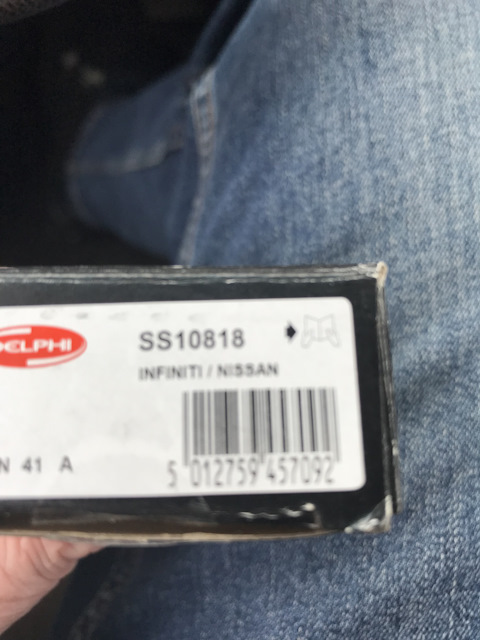 DELPHI
SS10818
INFINITI / NISSAN
N 41 A
5 012759 457092